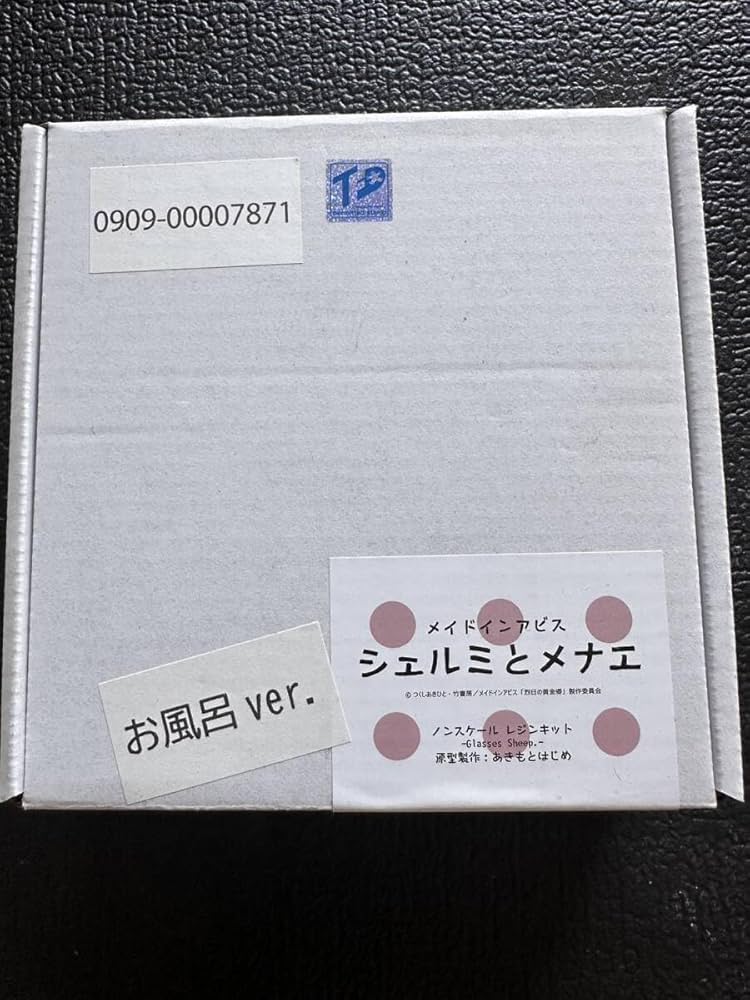 0909-00007871
TD
お風呂 ver.
メイドインアビス
シェルミとメナエ
© つくしあきひと・竹書房／メイドインアビス「烈日の黄金郷」製作委員会
ノンスケール レジンキット
-Glasses Sheep.-
原型製作：あきもとはじめ